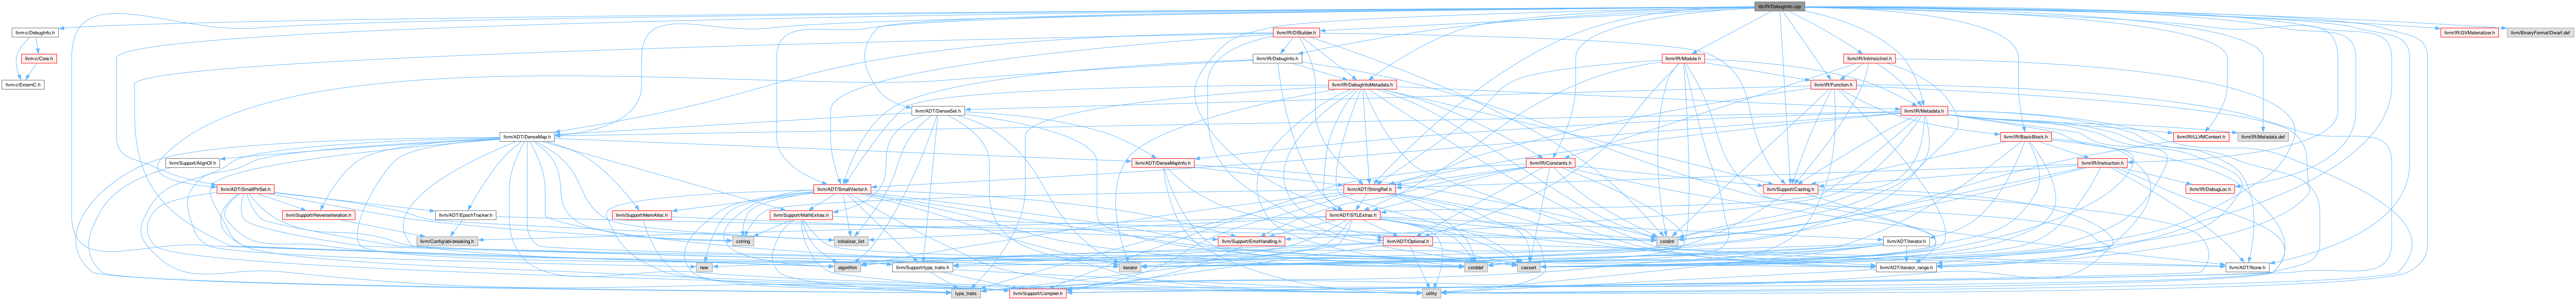 lib/IR/DebugInfo.cpp
llvm-c/DebugInfo.h
llvm/IR/DIBuilder.h
llvm/IR/GVMaterializer.h
llvm/BinaryFormat/Dwarf.def
llvm-c/Core.h
llvm/IR/DebugInfo.h
llvm/IR/Module.h
llvm/IR/IntrinsicInst.h
llvm-c/ExternC.h
llvm/IR/DebugInfoMetadata.h
llvm/IR/Function.h
llvm/ADT/DenseSet.h
llvm/IR/Metadata.h
llvm/ADT/DenseMap.h
llvm/IR/BasicBlock.h
llvm/IR/LLVMContext.h
llvm/IR/Metadata.def
llvm/Support/AlignOf.h
llvm/ADT/DenseMapInfo.h
llvm/IR/Constants.h
llvm/IR/Instruction.h
llvm/ADT/SmallPtrSet.h
llvm/ADT/SmallVector.h
llvm/ADT/StringRef.h
llvm/Support/Casting.h
llvm/IR/DebugLoc.h
llvm/Support/ReverseIteration.h
llvm/ADT/EpochTracker.h
llvm/Support/MemAlloc.h
llvm/Support/MathExtras.h
llvm/ADT/STLExtras.h
llvm/Config/abi-breaking.h
cstring
initializer_list
llvm/Support/ErrorHandling.h
llvm/ADT/Optional.h
cstdint
llvm/ADT/iterator.h
new
algorithm
llvm/Support/type_traits.h
iterator
cstddef
cassert
llvm/ADT/iterator_range.h
llvm/ADT/None.h
type_traits
llvm/Support/Compiler.h
utility